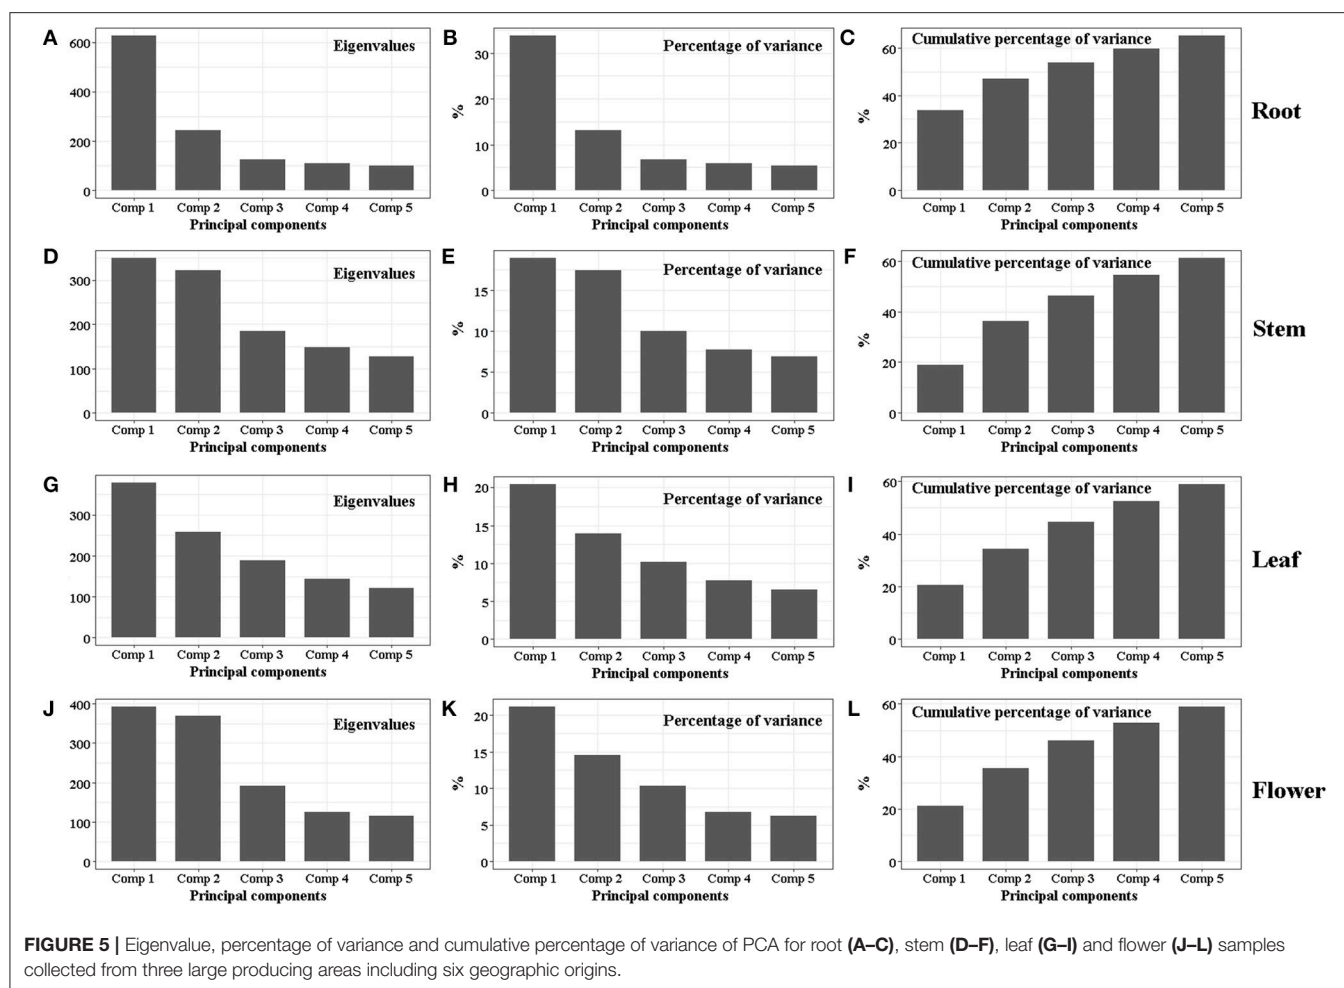 A
Eigenvalues
600
400
200
0
Comp 1 Comp 2 Comp 3 Comp 4 Comp 5
Principal components
B
Percentage of variance
%
30
20
10
0
Comp 1 Comp 2 Comp 3 Comp 4 Comp 5
Principal components
C
Cumulative percentage of variance
%
60
40
20
0
Comp 1 Comp 2 Comp 3 Comp 4 Comp 5
Principal components
Root
D
Eigenvalues
300
200
100
0
Comp 1 Comp 2 Comp 3 Comp 4 Comp 5
Principal components
E
Percentage of variance
%
15
10
5
0
Comp 1 Comp 2 Comp 3 Comp 4 Comp 5
Principal components
F
Cumulative percentage of variance
%
60
40
20
0
Comp 1 Comp 2 Comp 3 Comp 4 Comp 5
Principal components
Stem
G
Eigenvalues
300
200
100
0
Comp 1 Comp 2 Comp 3 Comp 4 Comp 5
Principal components
H
Percentage of variance
%
20
15
10
5
0
Comp 1 Comp 2 Comp 3 Comp 4 Comp 5
Principal components
I
Cumulative percentage of variance
%
60
40
20
0
Comp 1 Comp 2 Comp 3 Comp 4 Comp 5
Principal components
Leaf
J
Eigenvalues
400
300
200
100
0
Comp 1 Comp 2 Comp 3 Comp 4 Comp 5
Principal components
K
Percentage of variance
%
20
15
10
5
0
Comp 1 Comp 2 Comp 3 Comp 4 Comp 5
Principal components
L
Cumulative percentage of variance
%
60
40
20
0
Comp 1 Comp 2 Comp 3 Comp 4 Comp 5
Principal components
Flower
FIGURE 5 | Eigenvalue, percentage of variance and cumulative percentage of variance of PCA for root (A–C), stem (D–F), leaf (G–I) and flower (J–L) samples
collected from three large producing areas including six geographic origins.